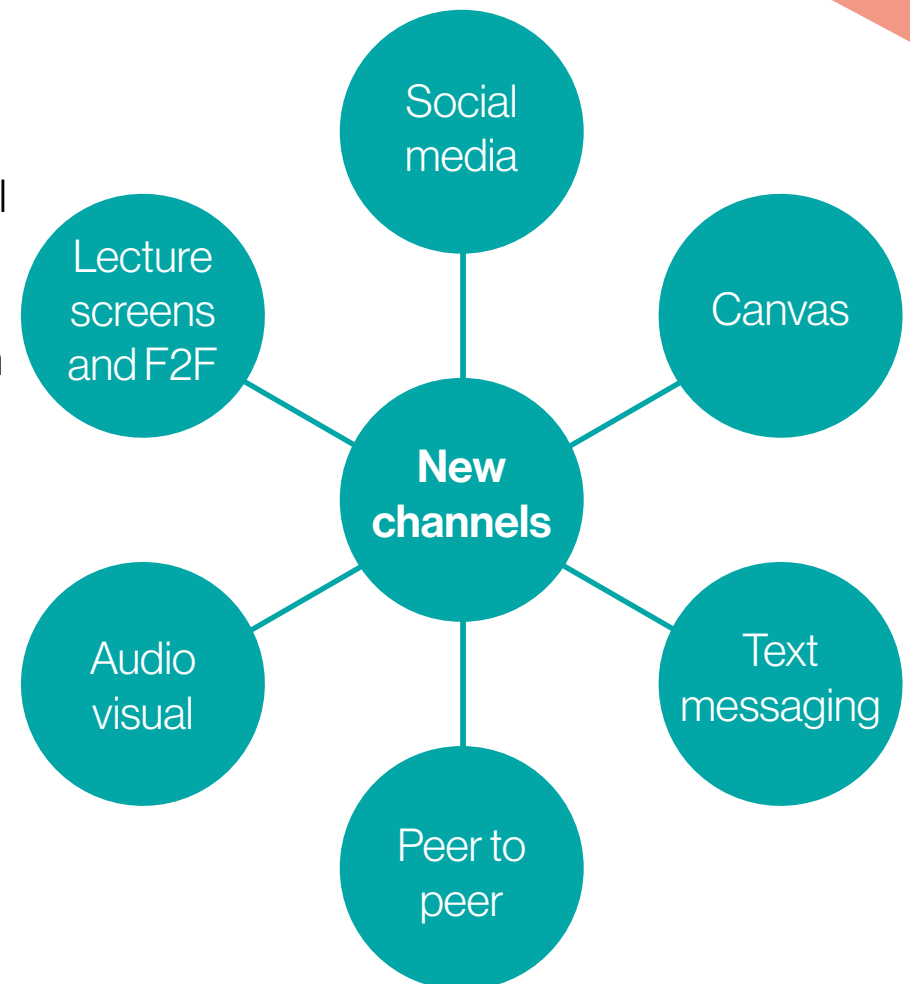 Social
media
Canvas
Text
messaging
Peer to
peer
Audio
visual
Lecture
screens
and F2F
New
channels